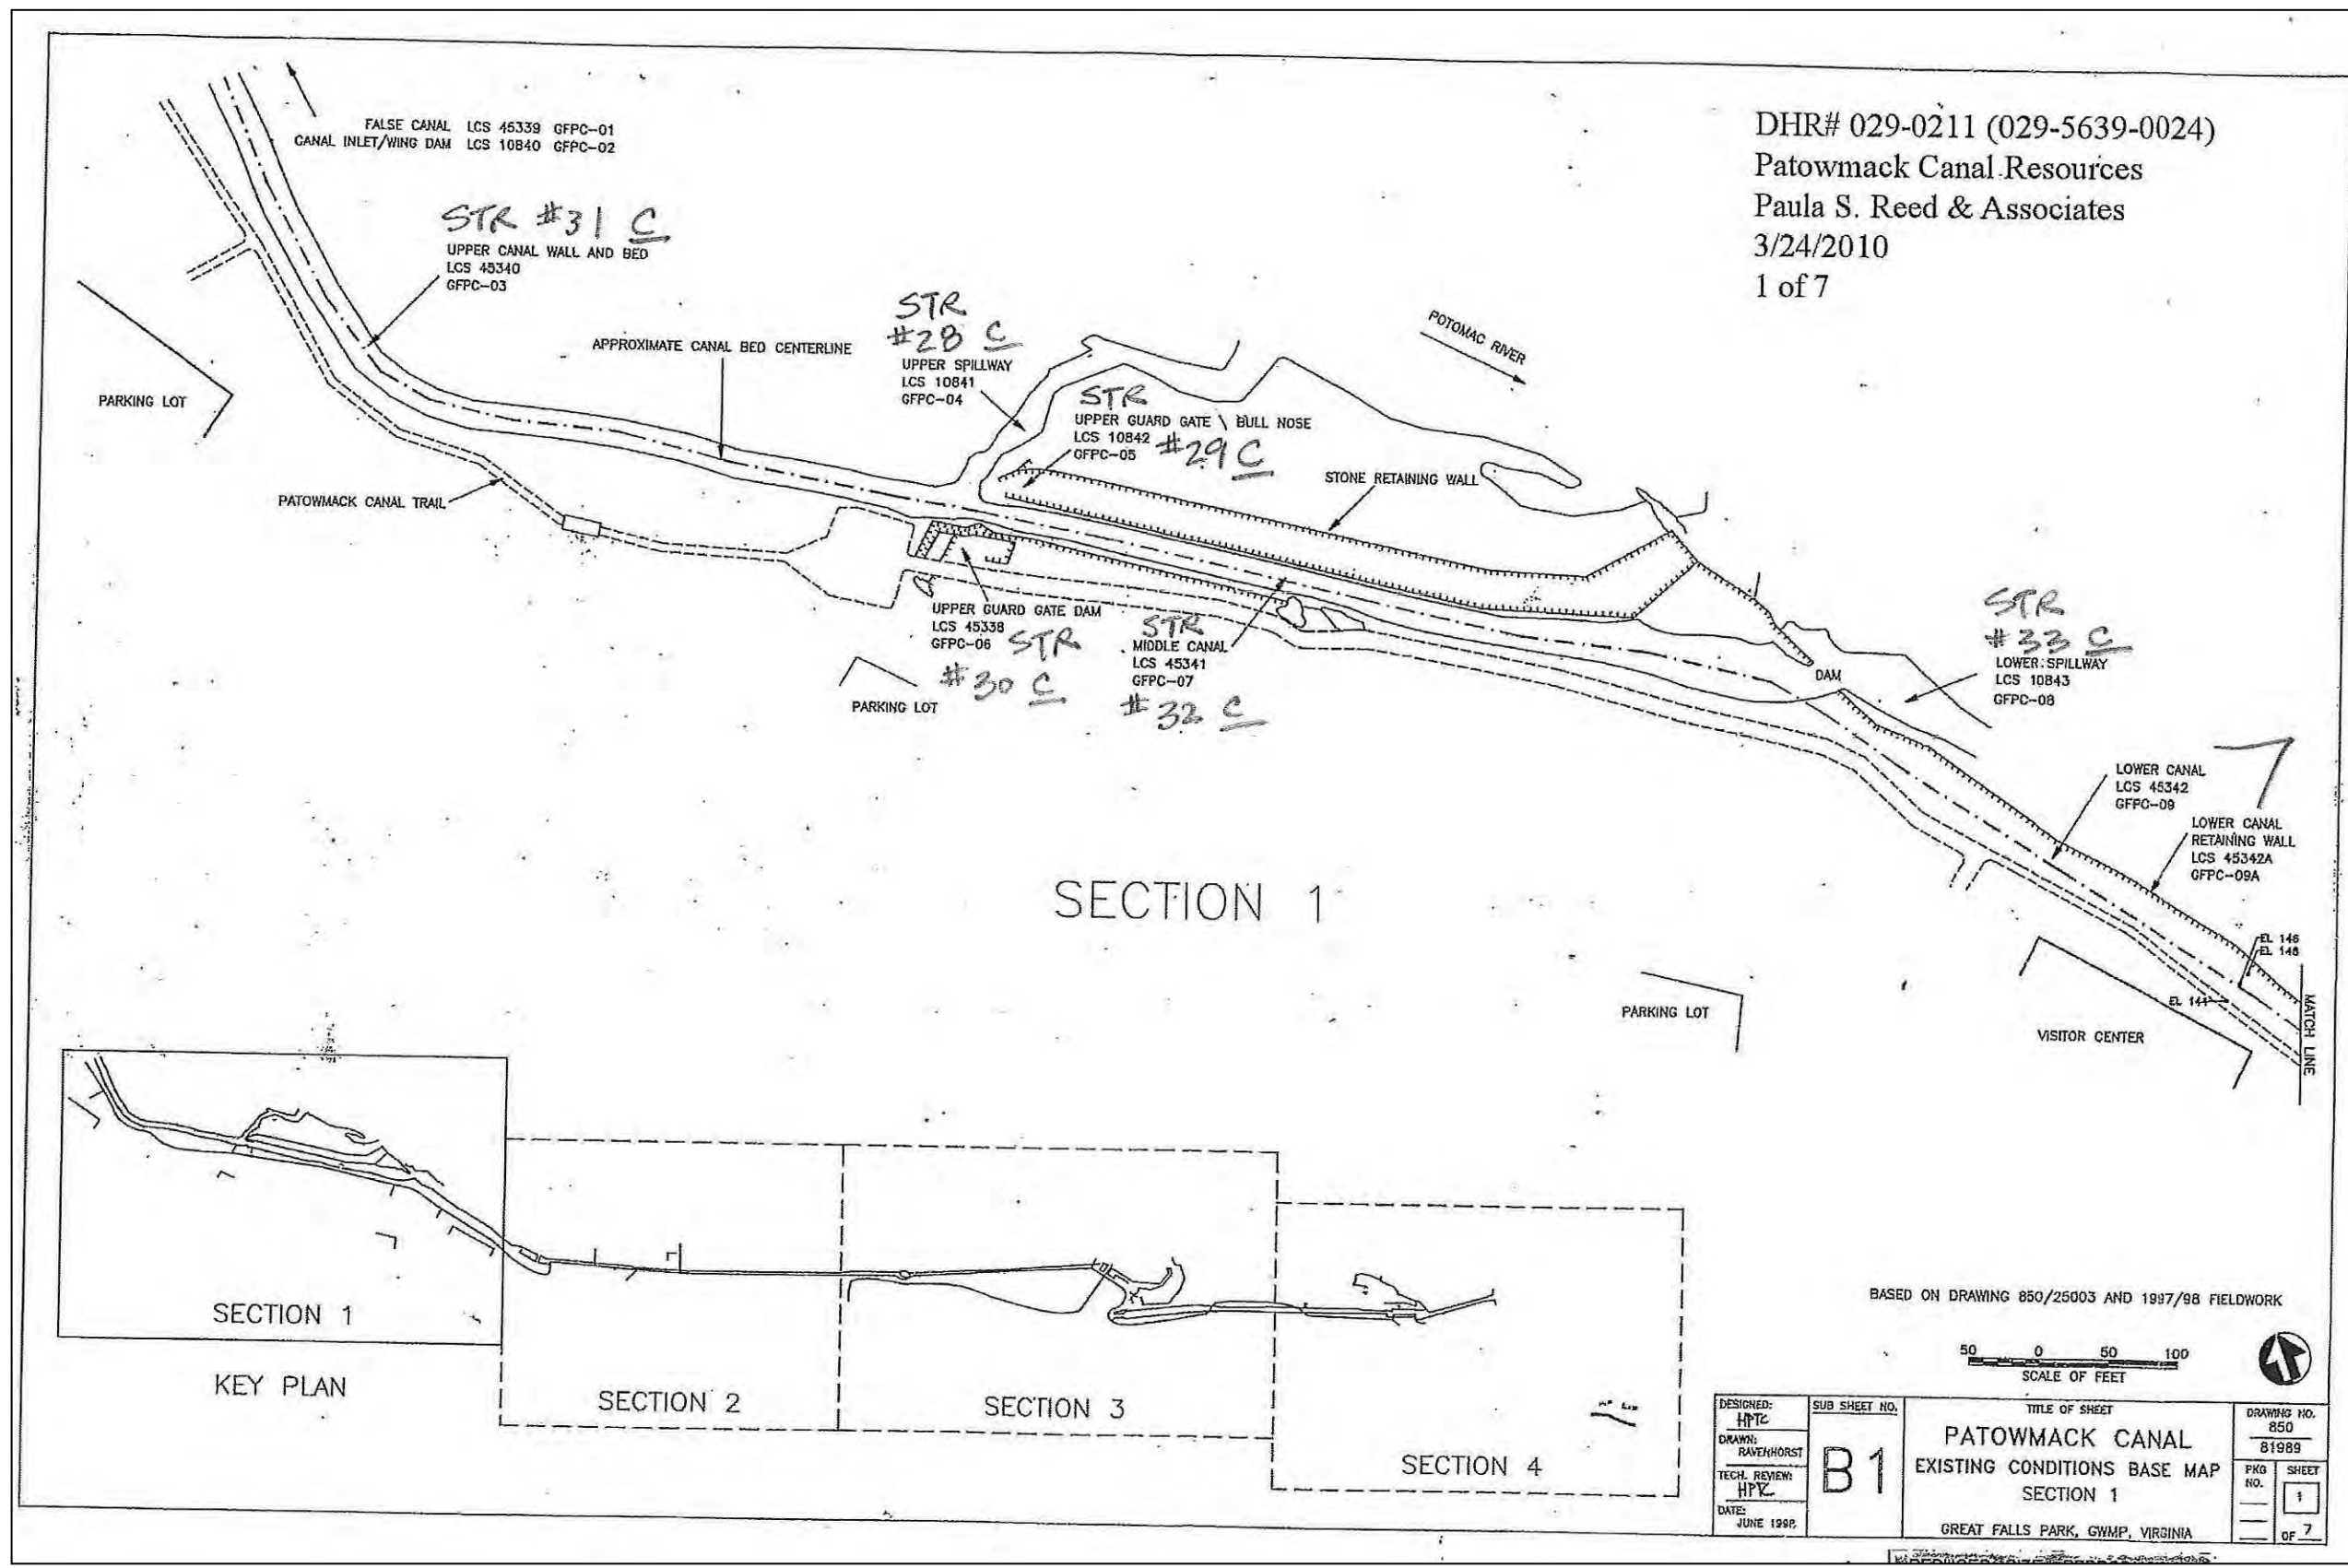 DHR# 029-0211 (029-5639-0024)
Patowmack Canal Resources
Paula S. Reed & Associates
3/24/2010
1 of 7
FALSE CANAL LCS 45339 GFPC-01
CANAL INLET/WING DAM LCS 10840 GFPC-02
STR #31 C
UPPER CANAL WALL AND BED
LCS 45340
GFPC-03
PARKING LOT
APPROXIMATE CANAL BED CENTERLINE
PATOWMACK CANAL TRAIL
STR
#28 C
UPPER SPILLWAY
LCS 10841
GFPC-04
STR
UPPER GUARD GATE \ BULL NOSE
LCS 10842
GFPC-05
#29 C
POTOMAC RIVER
STONE RETAINING WALL
UPPER GUARD GATE DAM
LCS 45338
GFPC-06
STR
#30 C
PARKING LOT
STR
MIDDLE CANAL
LCS 45341
GFPC-07
#32 C
DAM
STR
#33 C
LOWER SPILLWAY
LCS 10843
GFPC-08
LOWER CANAL
LCS 45342
GFPC-09
LOWER CANAL
RETAINING WALL
LCS 45342A
GFPC-09A
SECTION 1
EL 146
EL 148
EL 144
MATCH LINE
PARKING LOT
VISITOR CENTER
SECTION 1
KEY PLAN
SECTION 2
SECTION 3
SECTION 4
BASED ON DRAWING 850/25003 AND 1997/98 FIELDWORK
50 0 50 100
SCALE OF FEET
DESIGNED:
HPTC
DRAWN:
RAVENHORST
TECH. REVIEW:
HPTC
DATE:
JUNE 1998
SUB SHEET NO.
B1
TITLE OF SHEET
PATOWMACK CANAL
EXISTING CONDITIONS BASE MAP
SECTION 1
GREAT FALLS PARK, GWMP, VIRGINIA
DRAWING NO.
850
81989
PKG
NO.
SHEET
1
OF 7